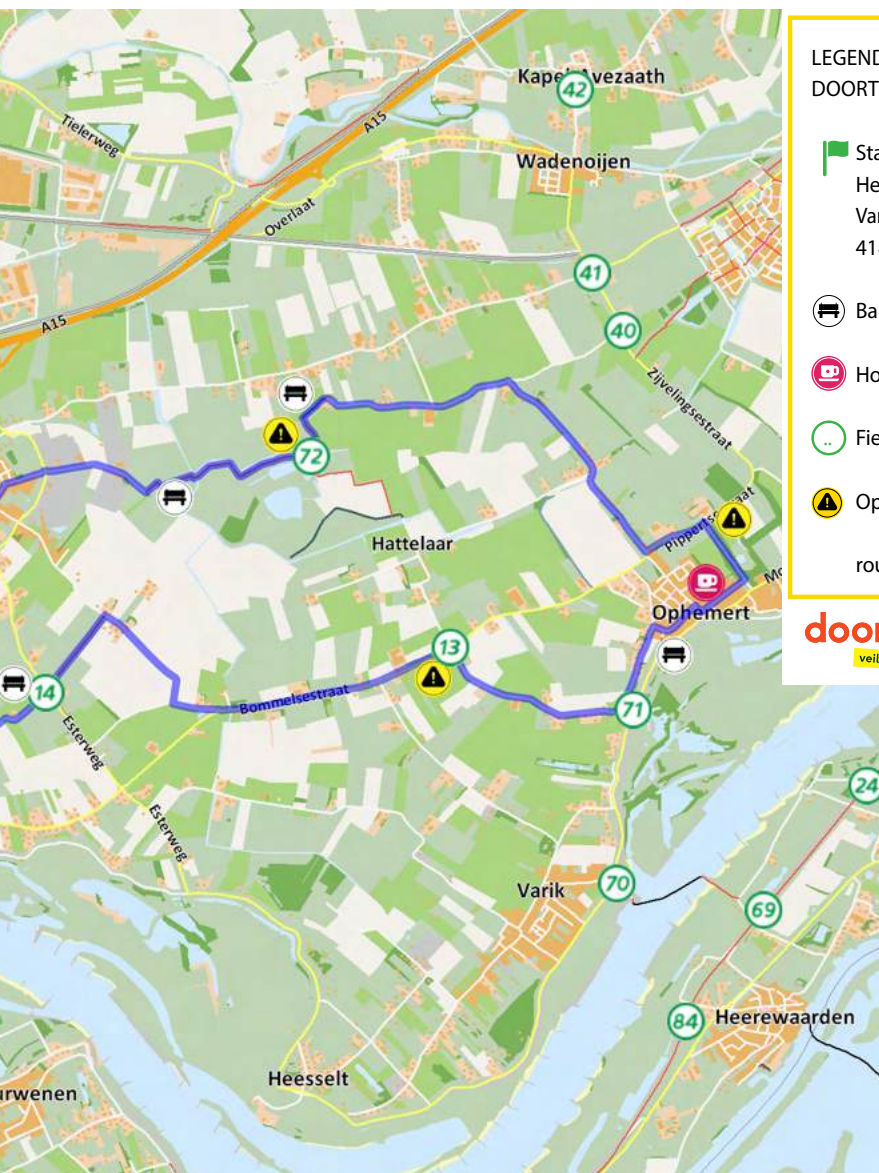 Kapel Avezaath
42
A15
Tielerweg
Wadenoijen
Overlaat
41
A15
40
Zijvelingsestraat
72
Hattelaar
Pippertsestraat
Ophemert
13
14
Bommelsestraat
71
Esterweg
24
Esterweg
Varik
70
69
84
Heerewaarden
Heesselt
urwenen
LEGEND
DOORT
Sta
He
Var
41
Ba
Ho
..
Fie
Op
rou
door
veil